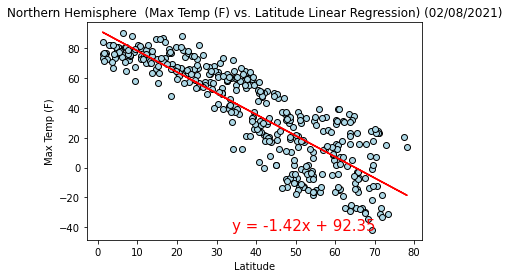 Northern Hemisphere (Max Temp (F) vs. Latitude Linear Regression) (02/08/2021)
Max Temp (F)
80
60
40
20
0
−20
−40
y = -1.42x + 92.35
0 10 20 30 40 50 60 70 80
Latitude